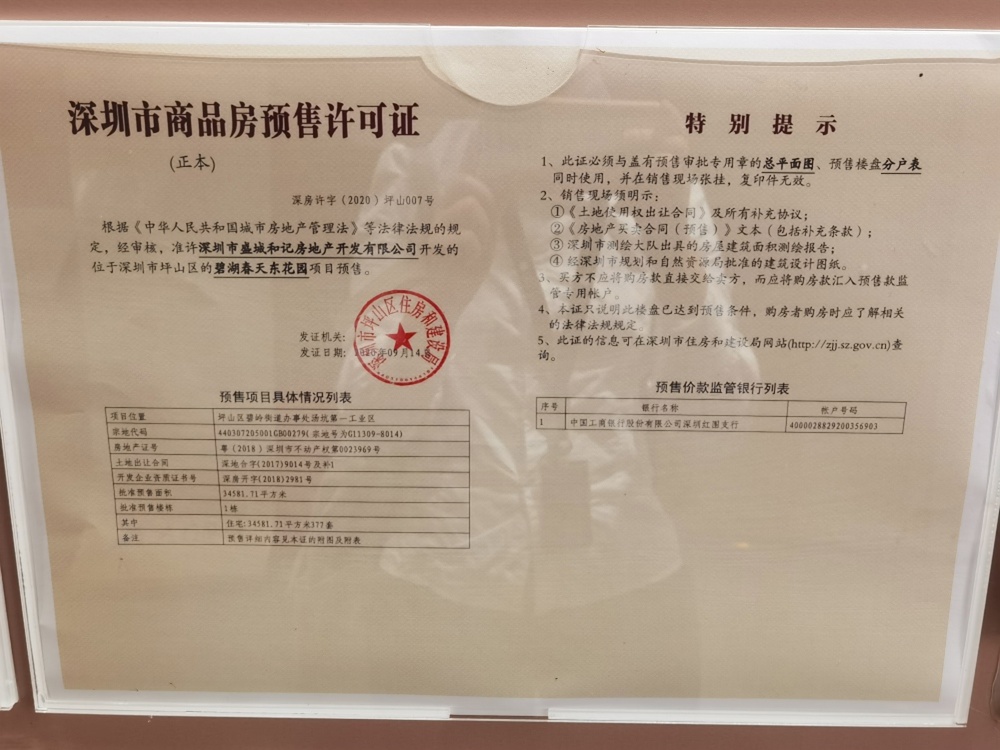 深圳市商品房预售许可证
(正本)
深房许字（2020）坪山007号
根据《中华人民共和国城市房地产管理法》等法律法规的规
定，经审核，准许深圳市盛城和记房地产开发有限公司开发的
位于深圳市坪山区的碧湖春天东花园项目预售。
发证机关：
发证日期：2020年09月14日
深圳市坪山区住房和建设局
预售项目具体情况列表
项目位置 坪山区碧岭街道办事处汤坑第一工业区
宗地代码 440307205001GB00279(宗地号为G11309-8014)
房地产证号 粤（2018）深圳市不动产权第0023969号
土地出让合同 深地合字(2017)9014号及补1
开发企业资质证书号 深房开字(2018)2981号
批准预售面积 34581.71平方米
批准预售楼栋 1栋
其中 住宅:34581.71平方米377套
备注 预售详细内容见本证的附图及附表
特别提示
1、此证必须与盖有预售审批专用章的总平面图、预售楼盘分户表
同时使用，并在销售现场张挂，复印件无效。
2、销售现场须明示：
①《土地使用权出让合同》及所有补充协议；
②《房地产买卖合同（预售）》文本（包括补充条款）；
③深圳市测绘大队出具的房屋建筑面积测绘报告；
④经深圳市规划和自然资源局批准的建筑设计图纸。
3、买方不应将购房款直接交给卖方，而应将购房款汇入预售款监
管专用帐户。
4、本证只说明此楼盘已达到预售条件，购房者购房时应了解相关
的法律法规规定。
5、此证的信息可在深圳市住房和建设局网站(http://zjj.sz.gov.cn)查
询。
预售价款监管银行列表
序号 银行名称 帐户号码
1 中国工商银行股份有限公司深圳红围支行 4000028829200356903